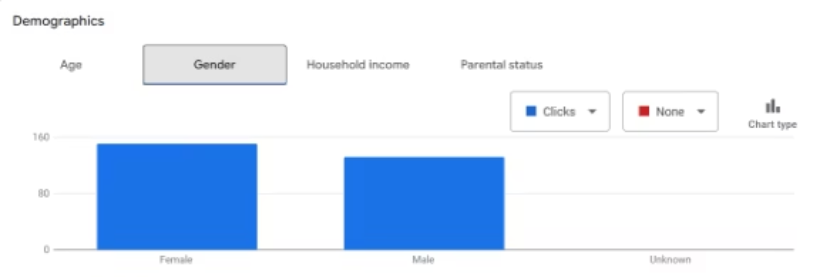 Demographics
Age Gender Household income Parental status
Clicks None Chart type
160
80
0
Female Male Unknown